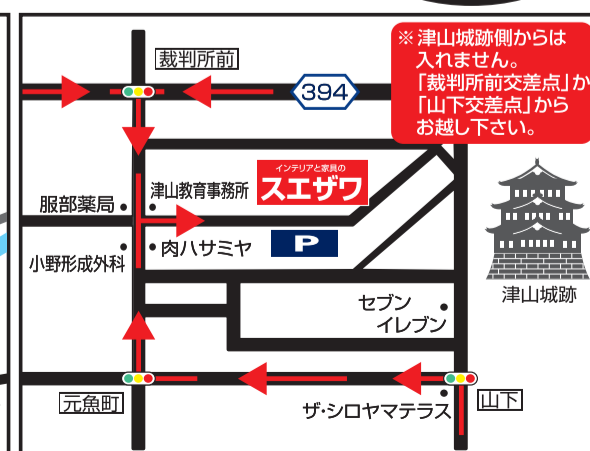 裁判所前
394
※津山城跡側からは
入れません。
「裁判所前交差点」か
「山下交差点」から
お越し下さい。
インテリアと家具の
スエザワ
津山教育事務所
服部薬局
肉ハサミヤ
P
小野形成外科
津山城跡
セブン
イレブン
元魚町
ザ・シロヤマテラス
山下